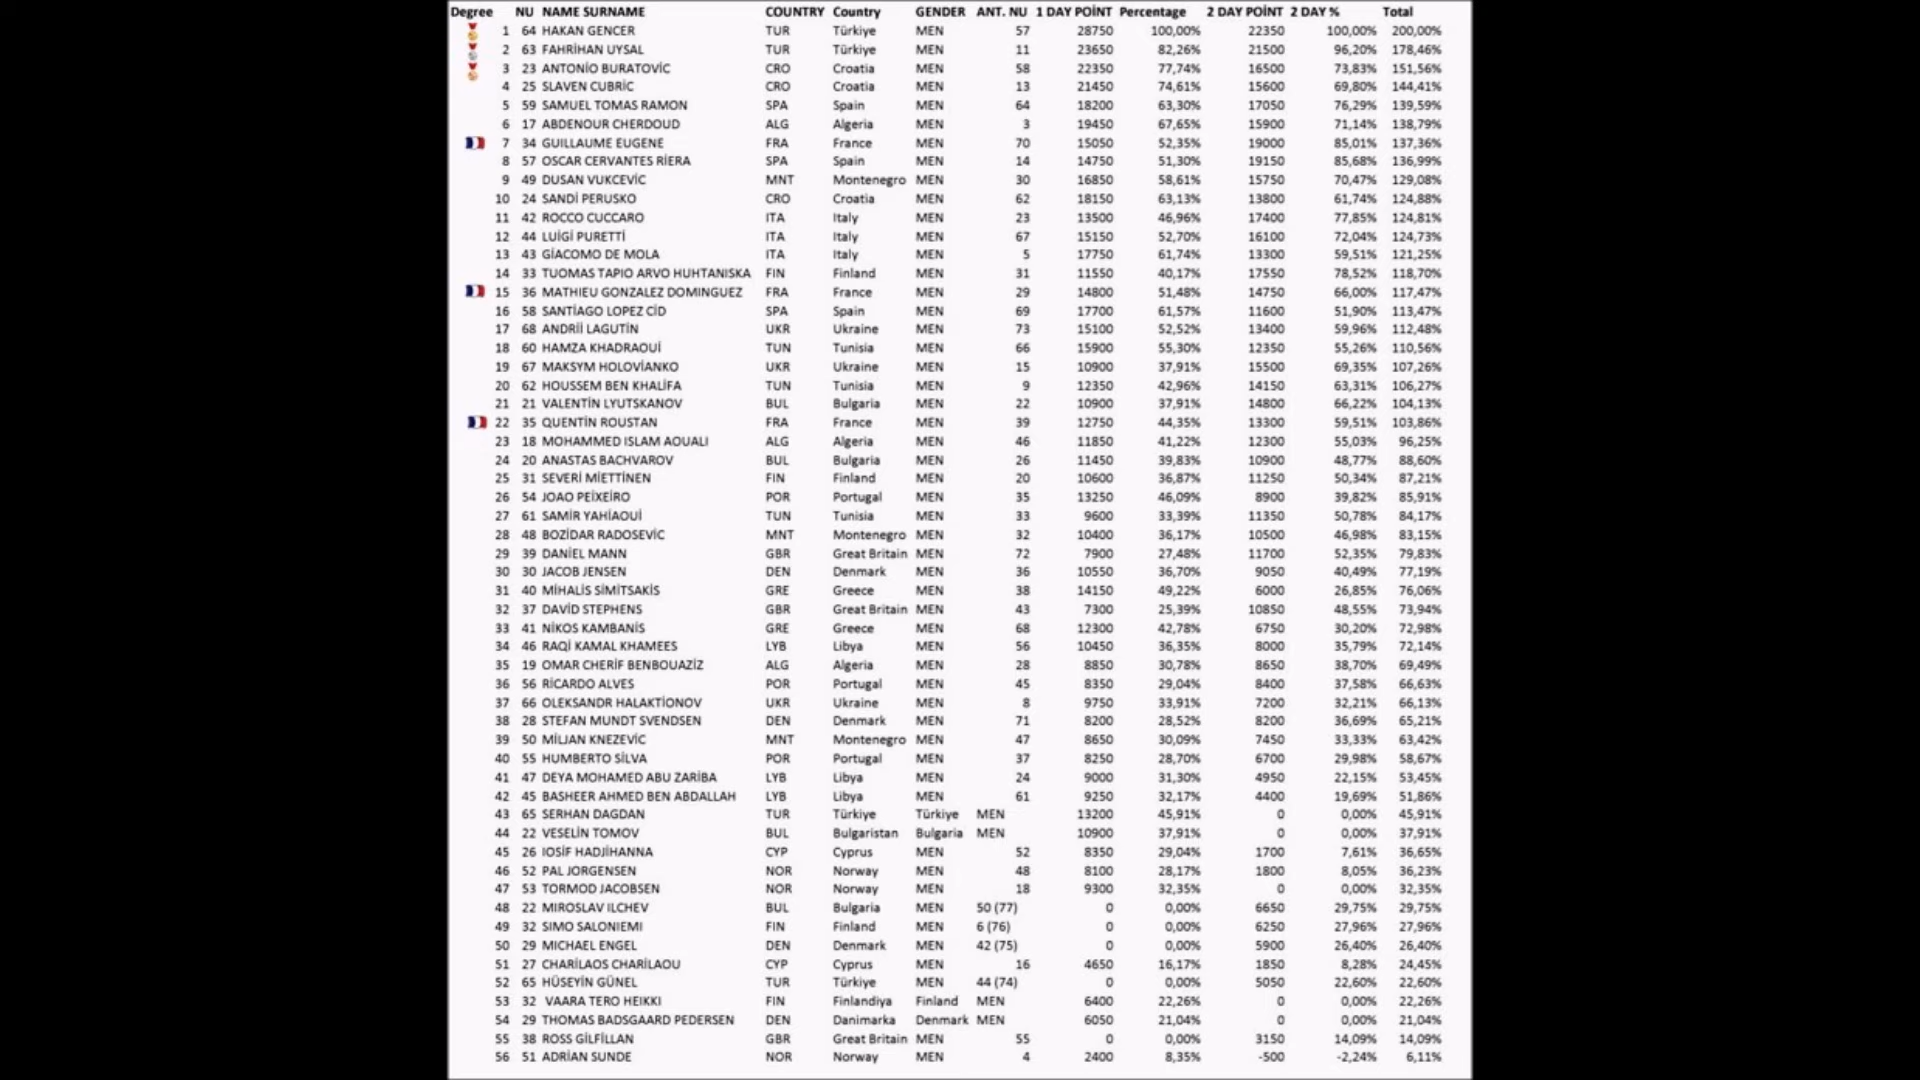 Degree NU NAME SURNAME COUNTRY Country GENDER ANT. NU 1 DAY POİNT Percentage 2 DAY POİNT 2 DAY % Total
1 64 HAKAN GENCER TUR Türkiye MEN 57 28750 100,00% 22350 100,00% 200,00%
2 63 FAHRİHAN UYSAL TUR Türkiye MEN 11 23650 82,26% 21500 96,20% 178,46%
3 23 ANTONİO BURATOVİC CRO Croatia MEN 58 22350 77,74% 16500 73,83% 151,56%
4 25 SLAVEN CUBRİC CRO Croatia MEN 13 21450 74,61% 15600 69,80% 144,41%
5 59 SAMUEL TOMAS RAMON SPA Spain MEN 64 18200 63,30% 17050 76,29% 139,59%
6 17 ABDENOUR CHERDOUD ALG Algeria MEN 3 19450 67,65% 15900 71,14% 138,79%
7 34 GUILLAUME EUGENE FRA France MEN 70 15050 52,35% 19000 85,01% 137,36%
8 57 OSCAR CERVANTES RİERA SPA Spain MEN 14 14750 51,30% 19150 85,68% 136,99%
9 49 DUSAN VUKCEVİC MNT Montenegro MEN 30 16850 58,61% 15750 70,47% 129,08%
10 24 SANDİ PERUSKO CRO Croatia MEN 62 18150 63,13% 13800 61,74% 124,88%
11 42 ROCCO CUCCARO ITA Italy MEN 23 13500 46,96% 17400 77,85% 124,81%
12 44 LUİGİ PURETTİ ITA Italy MEN 67 15150 52,70% 16100 72,04% 124,73%
13 43 GİACOMO DE MOLA ITA Italy MEN 5 17750 61,74% 13300 59,51% 121,25%
14 33 TUOMAS TAPIO ARVO HUHTANISKA FIN Finland MEN 31 11550 40,17% 17550 78,52% 118,70%
15 36 MATHIEU GONZALEZ DOMINGUEZ FRA France MEN 29 14800 51,48% 14750 66,00% 117,47%
16 58 SANTİAGO LOPEZ CİD SPA Spain MEN 69 17700 61,57% 11600 51,90% 113,47%
17 68 ANDRİİ LAGUTİN UKR Ukraine MEN 73 15100 52,52% 13400 59,96% 112,48%
18 60 HAMZA KHADRAOUİ TUN Tunisia MEN 66 15900 55,30% 12350 55,26% 110,56%
19 67 MAKSYM HOLOVİANKO UKR Ukraine MEN 15 10900 37,91% 15500 69,35% 107,26%
20 62 HOUSSEM BEN KHALİFA TUN Tunisia MEN 9 12350 42,96% 14150 63,31% 106,27%
21 21 VALENTİN LYUTSKANOV BUL Bulgaria MEN 22 10900 37,91% 14800 66,22% 104,13%
22 35 QUENTİN ROUSTAN FRA France MEN 39 12750 44,35% 13300 59,51% 103,86%
23 18 MOHAMMED ISLAM AOUALI ALG Algeria MEN 46 11850 41,22% 12300 55,03% 96,25%
24 20 ANASTAS BACHVAROV BUL Bulgaria MEN 26 11450 39,83% 10900 48,77% 88,60%
25 31 SEVERİ MİETTİNEN FIN Finland MEN 20 10600 36,87% 11250 50,34% 87,21%
26 54 JOAO PEİXEİRO POR Portugal MEN 35 13250 46,09% 8900 39,82% 85,91%
27 61 SAMİR YAHİAOUİ TUN Tunisia MEN 33 9600 33,39% 11350 50,78% 84,17%
28 48 BOZİDAR RADOSEVİC MNT Montenegro MEN 32 10400 36,17% 10500 46,98% 83,15%
29 39 DANİEL MANN GBR Great Britain MEN 72 7900 27,48% 11700 52,35% 79,83%
30 30 JACOB JENSEN DEN Denmark MEN 36 10550 36,70% 9050 40,49% 77,19%
31 40 MİHALİS SİMİTSAKİS GRE Greece MEN 38 14150 49,22% 6000 26,85% 76,06%
32 37 DAVİD STEPHENS GBR Great Britain MEN 43 7300 25,39% 10850 48,55% 73,94%
33 41 NİKOS KAMBANİS GRE Greece MEN 68 12300 42,78% 6750 30,20% 72,98%
34 46 RAQİ KAMAL KHAMEES LYB Libya MEN 56 10450 36,35% 8000 35,79% 72,14%
35 19 OMAR CHERİF BENBOUAZİZ ALG Algeria MEN 28 8850 30,78% 8650 38,70% 69,49%
36 56 RİCARDO ALVES POR Portugal MEN 45 8350 29,04% 8400 37,58% 66,63%
37 66 OLEKSANDR HALAKTİONOV UKR Ukraine MEN 8 9750 33,91% 7200 32,21% 66,13%
38 28 STEFAN MUNDT SVENDSEN DEN Denmark MEN 71 8200 28,52% 8200 36,69% 65,21%
39 50 MİLJAN KNEZEVİC MNT Montenegro MEN 47 8650 30,09% 7450 33,33% 63,42%
40 55 HUMBERTO SİLVA POR Portugal MEN 37 8250 28,70% 6700 29,98% 58,67%
41 47 DEYA MOHAMED ABU ZARİBA LYB Libya MEN 24 9000 31,30% 4950 22,15% 53,45%
42 45 BASHEER AHMED BEN ABDALLAH LYB Libya MEN 61 9250 32,17% 4400 19,69% 51,86%
43 65 SERHAN DAGDAN TUR Türkiye Türkiye MEN 13200 45,91% 0 0,00% 45,91%
44 22 VESELİN TOMOV BUL Bulgaristan Bulgaria MEN 10900 37,91% 0 0,00% 37,91%
45 26 IOSİF HADJİHANNA CYP Cyprus MEN 52 8350 29,04% 1700 7,61% 36,65%
46 52 PAL JORGENSEN NOR Norway MEN 48 8100 28,17% 1800 8,05% 36,23%
47 53 TORMOD JACOBSEN NOR Norway MEN 18 9300 32,35% 0 0,00% 32,35%
48 22 MIROSLAV ILCHEV BUL Bulgaria MEN 50 (77) 0 0,00% 6650 29,75% 29,75%
49 32 SIMO SALONIEMI FIN Finland MEN 6 (76) 0 0,00% 6250 27,96% 27,96%
50 29 MICHAEL ENGEL DEN Denmark MEN 42 (75) 0 0,00% 5900 26,40% 26,40%
51 27 CHARİLAOS CHARİLAOU CYP Cyprus MEN 16 4650 16,17% 1850 8,28% 24,45%
52 65 HÜSEYİN GÜNEL TUR Türkiye MEN 44 (74) 0 0,00% 5050 22,60% 22,60%
53 32 VAARA TERO HEIKKI FIN Finlandiya Finland MEN 6400 22,26% 0 0,00% 22,26%
54 29 THOMAS BADSGAARD PEDERSEN DEN Danimarka Denmark MEN 6050 21,04% 0 0,00% 21,04%
55 38 ROSS GİLFİLLAN GBR Great Britain MEN 55 0 0,00% 3150 14,09% 14,09%
56 51 ADRİAN SUNDE NOR Norway MEN 4 2400 8,35% -500 -2,24% 6,11%